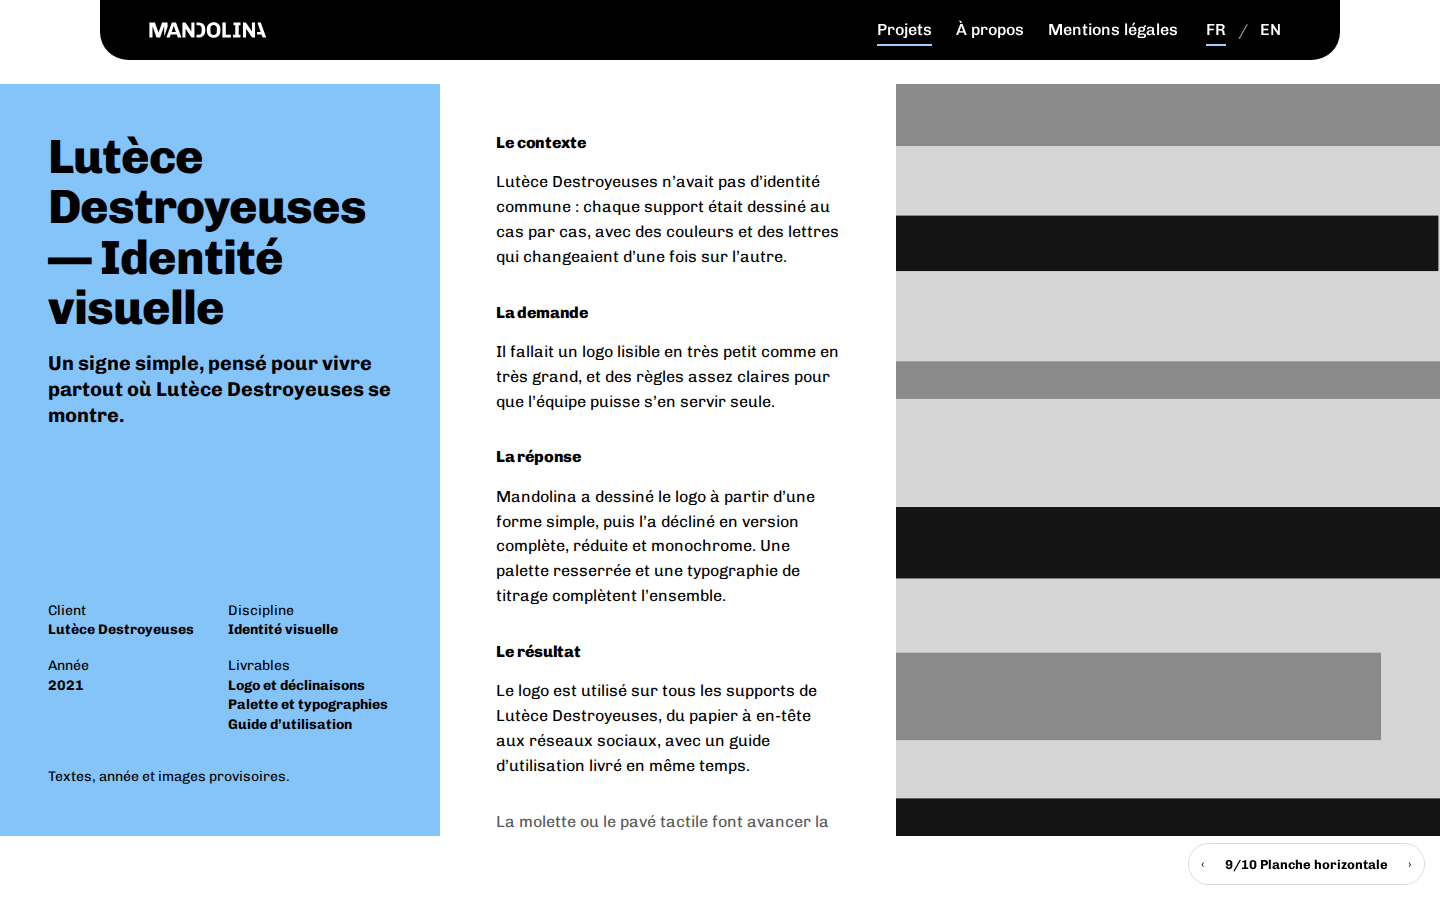 MANDOLINA
Projets
À propos
Mentions légales
FR / EN
Lutèce
Destroyeuses
— Identité
visuelle
Un signe simple, pensé pour vivre
partout où Lutèce Destroyeuses se
montre.
Client
Lutèce Destroyeuses
Discipline
Identité visuelle
Année
2021
Livrables
Logo et déclinaisons
Palette et typographies
Guide d’utilisation
Textes, année et images provisoires.
Le contexte
Lutèce Destroyeuses n’avait pas d’identité
commune : chaque support était dessiné au
cas par cas, avec des couleurs et des lettres
qui changeaient d’une fois sur l’autre.
La demande
Il fallait un logo lisible en très petit comme en
très grand, et des règles assez claires pour
que l’équipe puisse s’en servir seule.
La réponse
Mandolina a dessiné le logo à partir d’une
forme simple, puis l’a décliné en version
complète, réduite et monochrome. Une
palette resserrée et une typographie de
titrage complètent l’ensemble.
Le résultat
Le logo est utilisé sur tous les supports de
Lutèce Destroyeuses, du papier à en-tête
aux réseaux sociaux, avec un guide
d’utilisation livré en même temps.
La molette ou le pavé tactile font avancer la
‹ 9/10 Planche horizontale ›